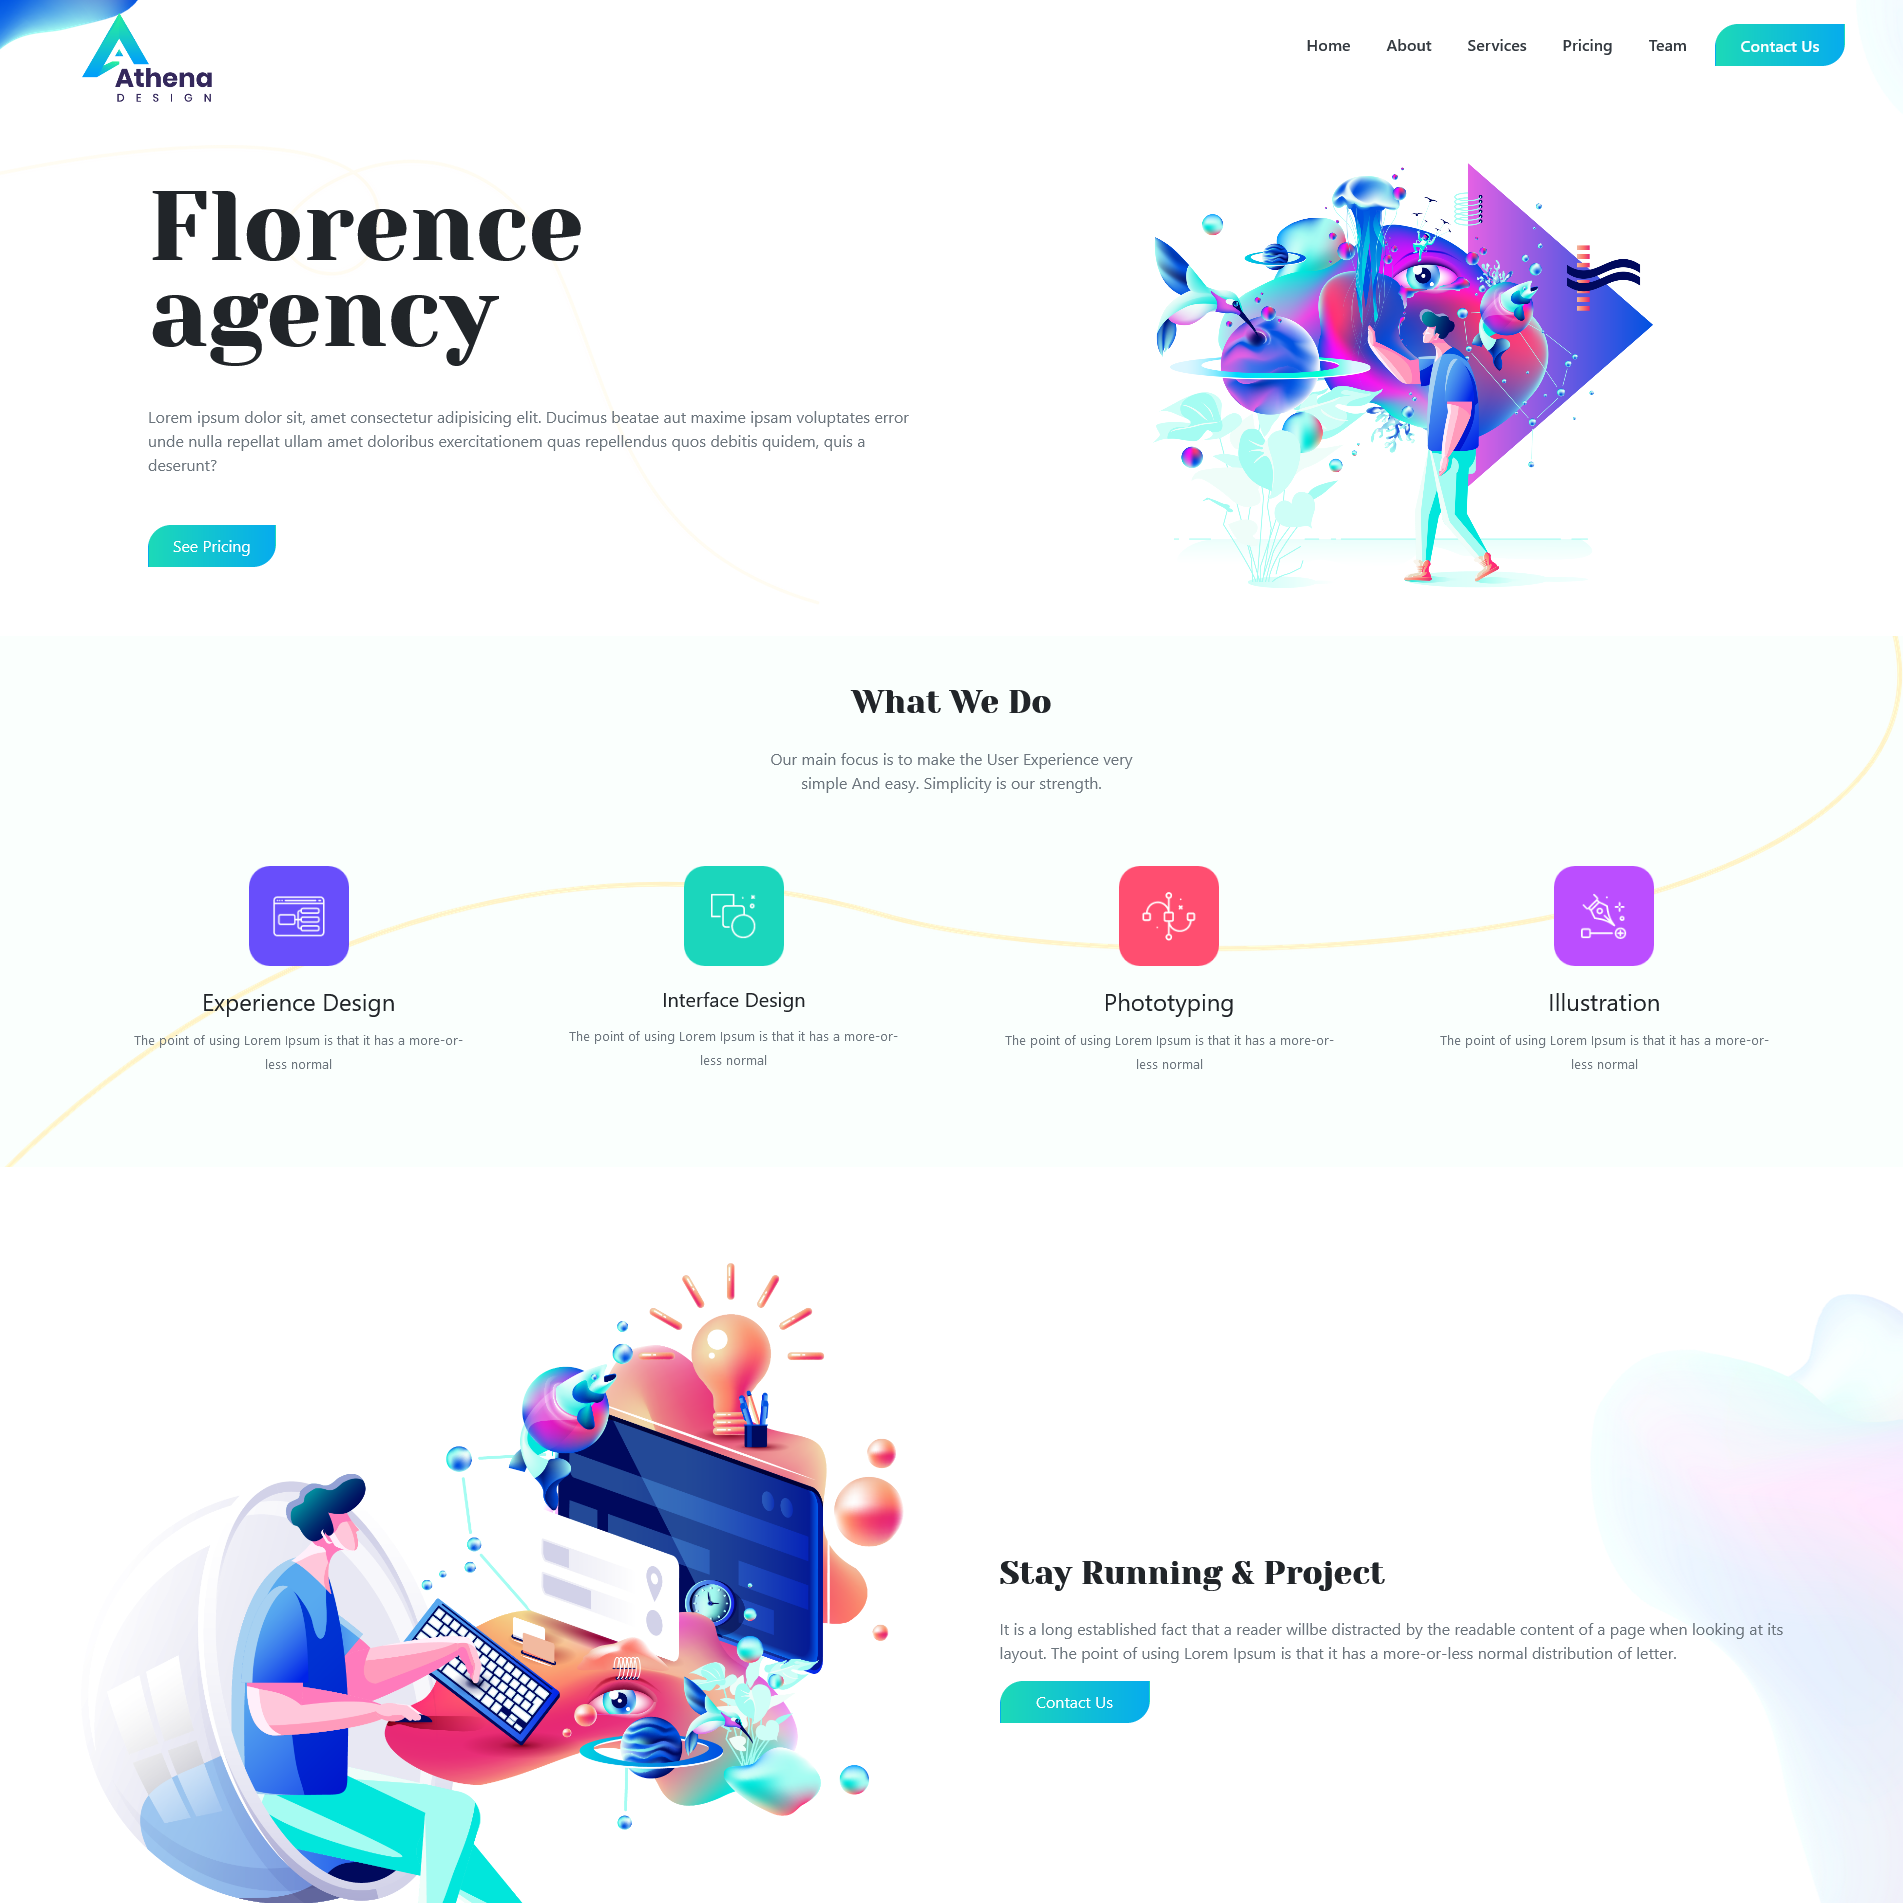 Athena
DESIGN
Home About Services Pricing Team Contact Us
Florence
agency
Lorem ipsum dolor sit, amet consectetur adipisicing elit. Ducimus beatae aut maxime ipsam voluptates error
unde nulla repellat ullam amet doloribus exercitationem quas repellendus quos debitis quidem, quis a
deserunt?
See Pricing
What We Do
Our main focus is to make the User Experience very
simple And easy. Simplicity is our strength.
Experience Design
The point of using Lorem Ipsum is that it has a more-or-
less normal
Interface Design
The point of using Lorem Ipsum is that it has a more-or-
less normal
Phototyping
The point of using Lorem Ipsum is that it has a more-or-
less normal
Illustration
The point of using Lorem Ipsum is that it has a more-or-
less normal
Stay Running & Project
It is a long established fact that a reader willbe distracted by the readable content of a page when looking at its
layout. The point of using Lorem Ipsum is that it has a more-or-less normal distribution of letter.
Contact Us